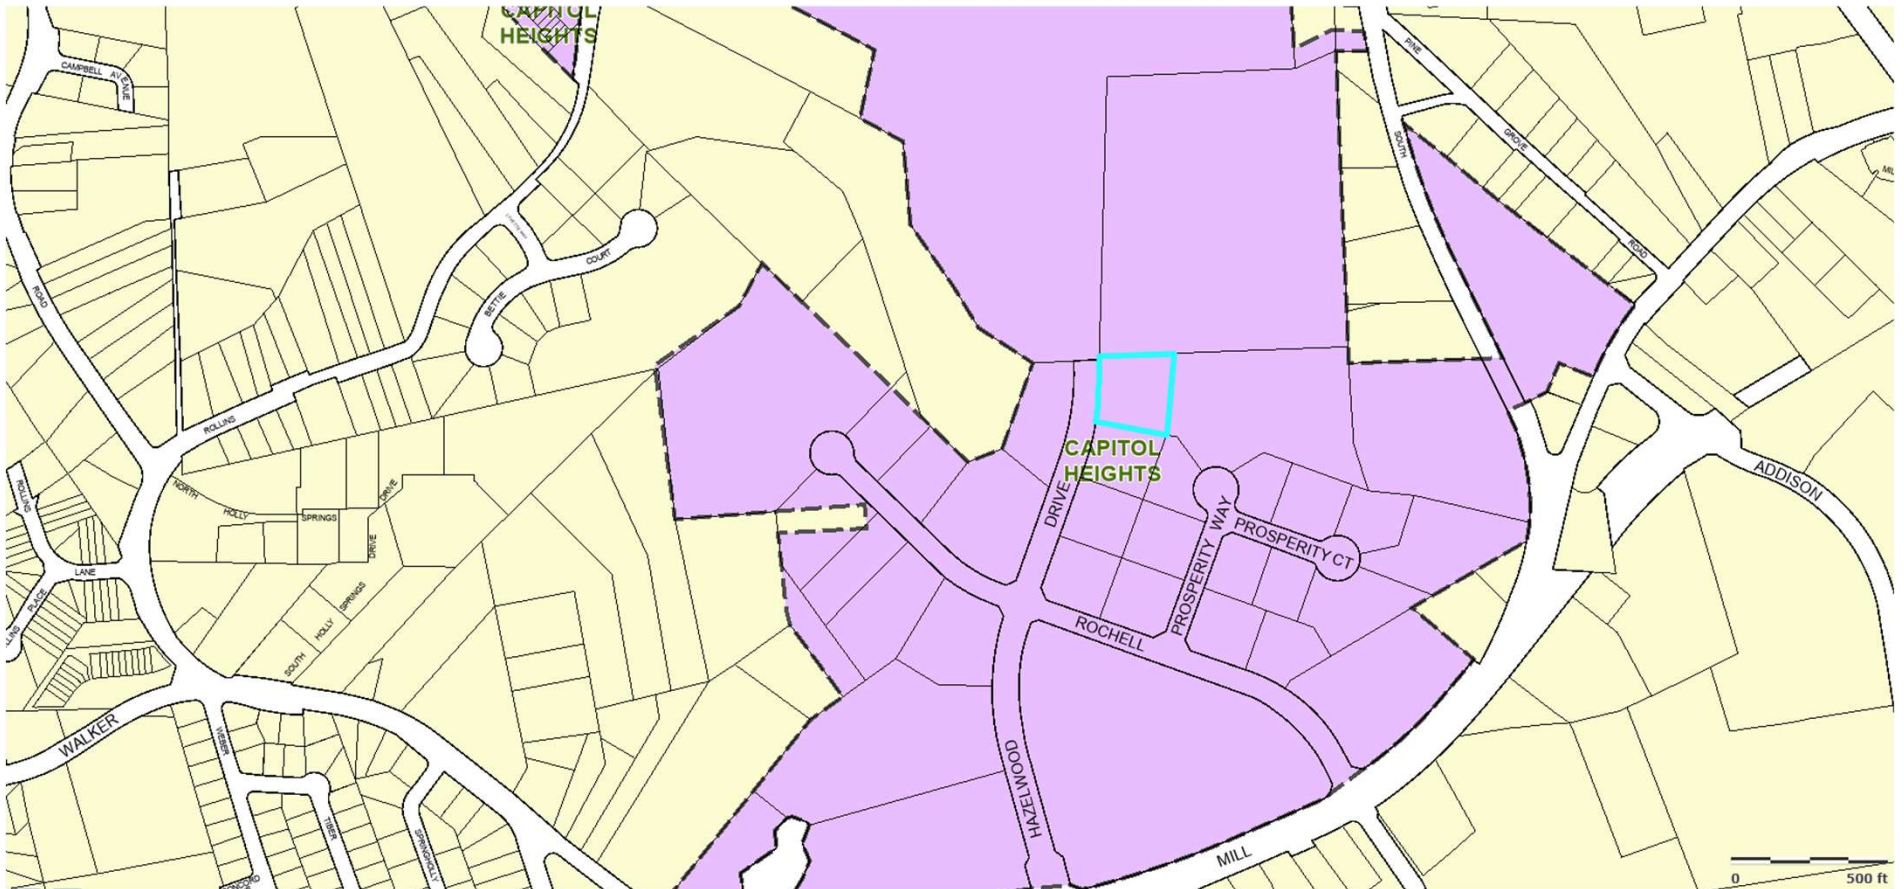 CAPITOL
HEIGHTS
CAMPBELL AVENUE
PINE
GROVE
ROAD
SOUTH
ROAD
BETTIE
COURT
ROLLINS
CAPITOL
HEIGHTS
DRIVE
NORTH
HOLLY
SPRINGS
DRIVE
DRIVE
ROLLINS
LANE
PLACE
SOUTH
HOLLY
SPRINGS
PROSPERITY WAY
PROSPERITY CT
ROCHELL
ADDISON
WALKER
WEBER
TIBER
SPRINGHOLLY
HAZELWOOD
MILL
0 500 ft